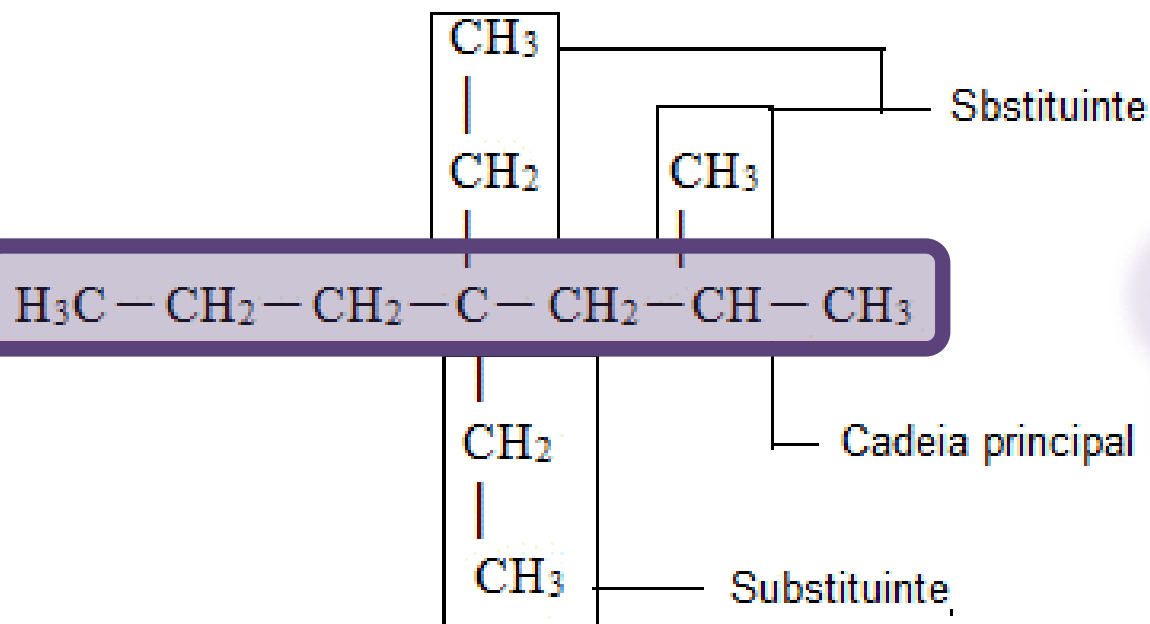 CH3
Sbstituinte
CH2
CH3
H3C — CH2 — CH2 — C — CH2 — CH — CH3
CH2
Cadeia principal
CH3
Substituinte